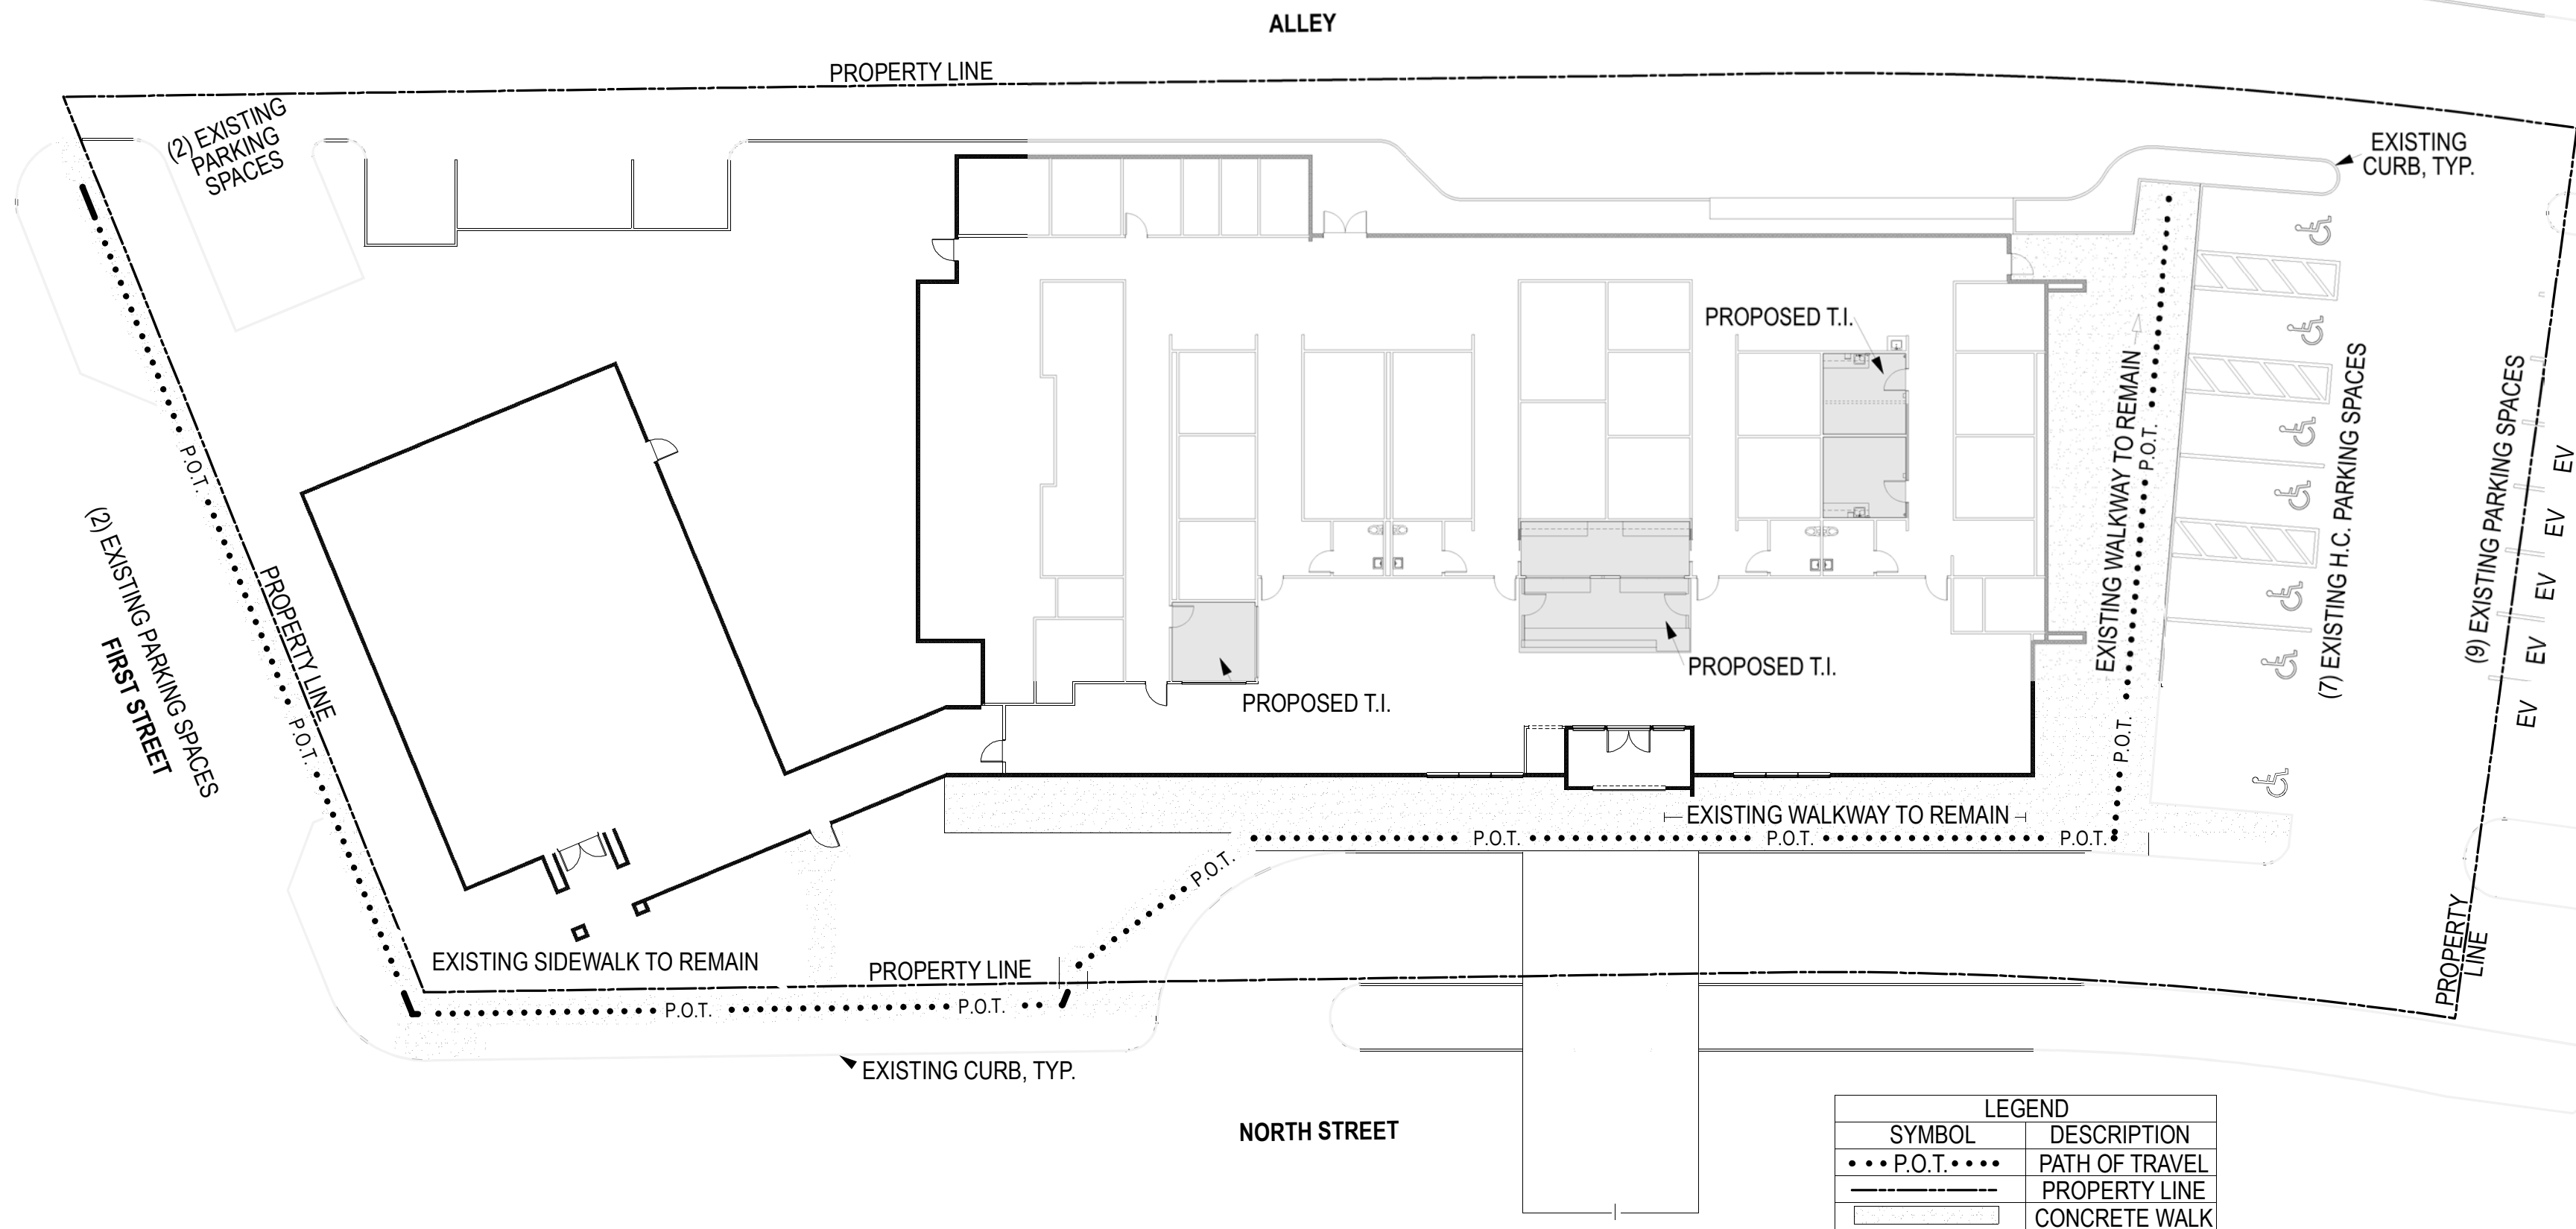 ALLEY
PROPERTY LINE
(2) EXISTING
PARKING
SPACES
EXISTING
CURB, TYP.
PROPOSED T.I.
EXISTING WALKWAY TO REMAIN
P.O.T.
(7) EXISTING H.C. PARKING SPACES
(9) EXISTING PARKING SPACES
EV
EV
EV
EV
EV
P.O.T.
(2) EXISTING PARKING SPACES
FIRST STREET
PROPERTY LINE
P.O.T.
PROPOSED T.I.
PROPOSED T.I.
P.O.T.
EXISTING WALKWAY TO REMAIN
P.O.T.
P.O.T.
P.O.T.
P.O.T.
EXISTING SIDEWALK TO REMAIN
PROPERTY LINE
PROPERTY
LINE
P.O.T.
P.O.T.
EXISTING CURB, TYP.
NORTH STREET
LEGEND
SYMBOL DESCRIPTION
P.O.T. PATH OF TRAVEL
PROPERTY LINE
CONCRETE WALK